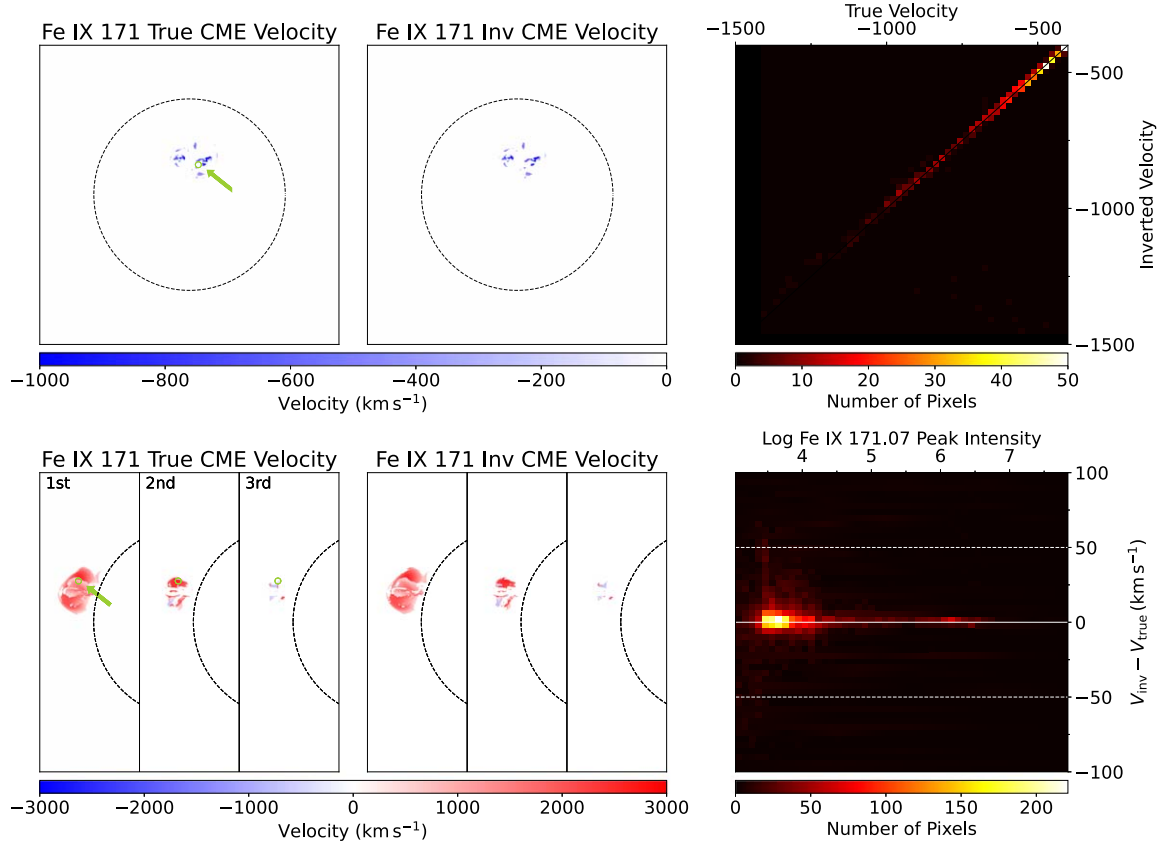 Fe IX 171 True CME Velocity
Fe IX 171 Inv CME Velocity
−1000 −800 −600 −400 −200 0
Velocity (km s⁻¹)
True Velocity
−1500 −1000 −500
−500
−1000
−1500
Inverted Velocity
0 10 20 30 40 50
Number of Pixels
Fe IX 171 True CME Velocity
1st 2nd 3rd
Fe IX 171 Inv CME Velocity
−3000 −2000 −1000 0 1000 2000 3000
Velocity (km s⁻¹)
Log Fe IX 171.07 Peak Intensity
4 5 6 7
100
50
0
−50
−100
V_inv − V_true (km s⁻¹)
0 50 100 150 200
Number of Pixels